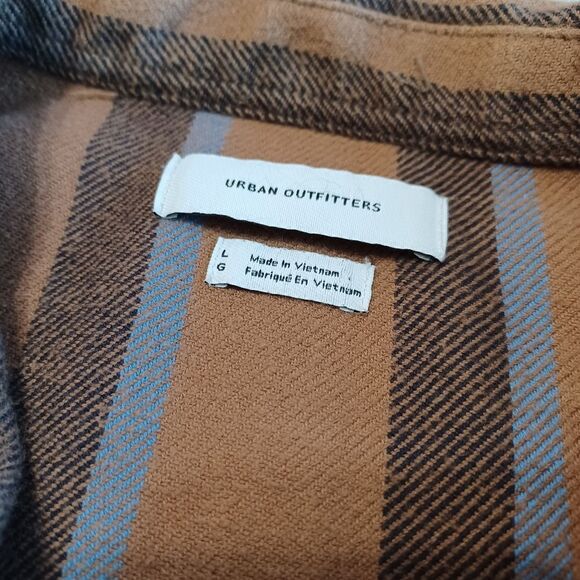 URBAN OUTFITTERS
L Made In Vietnam
G Fabriqué En Vietnam